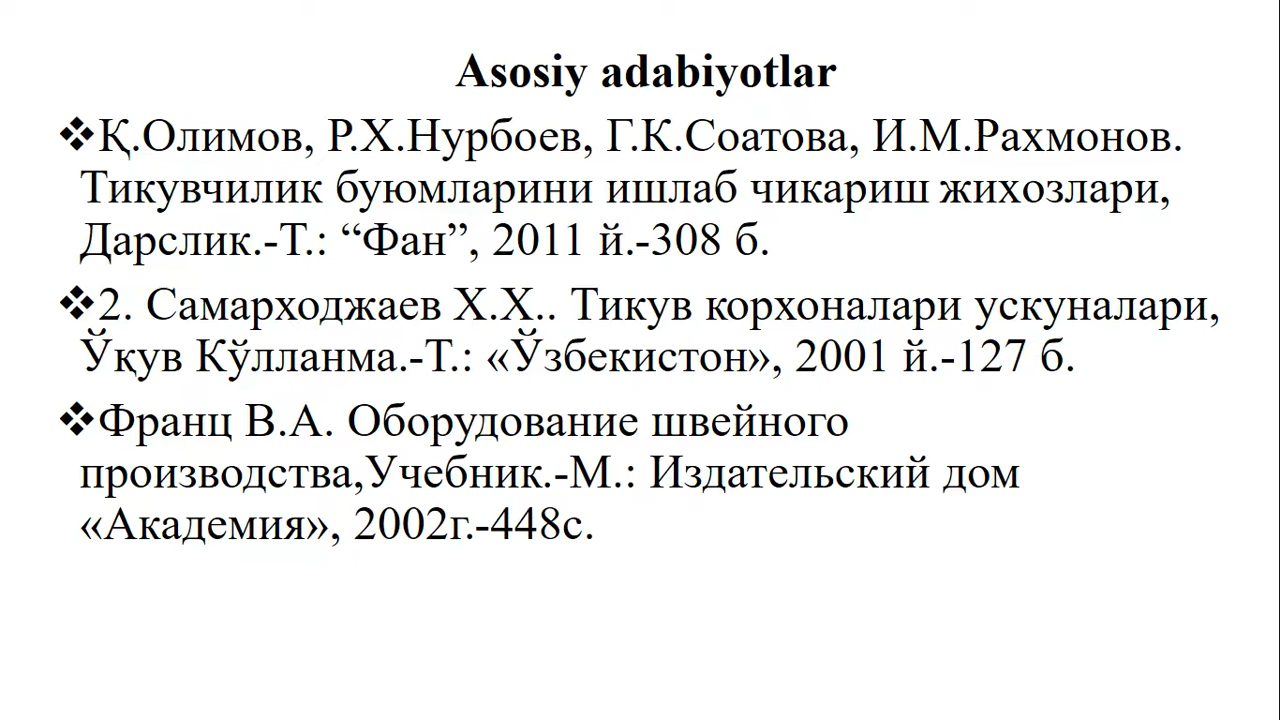 Asosiy adabiyotlar
❖Қ.Олимов, Р.Х.Нурбоев, Г.К.Соатова, И.М.Рахмонов.
Тикувчилик буюмларини ишлаб чикариш жихозлари,
Дарслик.-Т.: “Фан”, 2011 й.-308 б.
❖2. Самарходжаев Х.Х.. Тикув корхоналари ускуналари,
Ўқув Кўлланма.-Т.: «Ўзбекистон», 2001 й.-127 б.
❖Франц В.А. Оборудование швейного
производства,Учебник.-М.: Издательский дом
«Академия», 2002г.-448с.